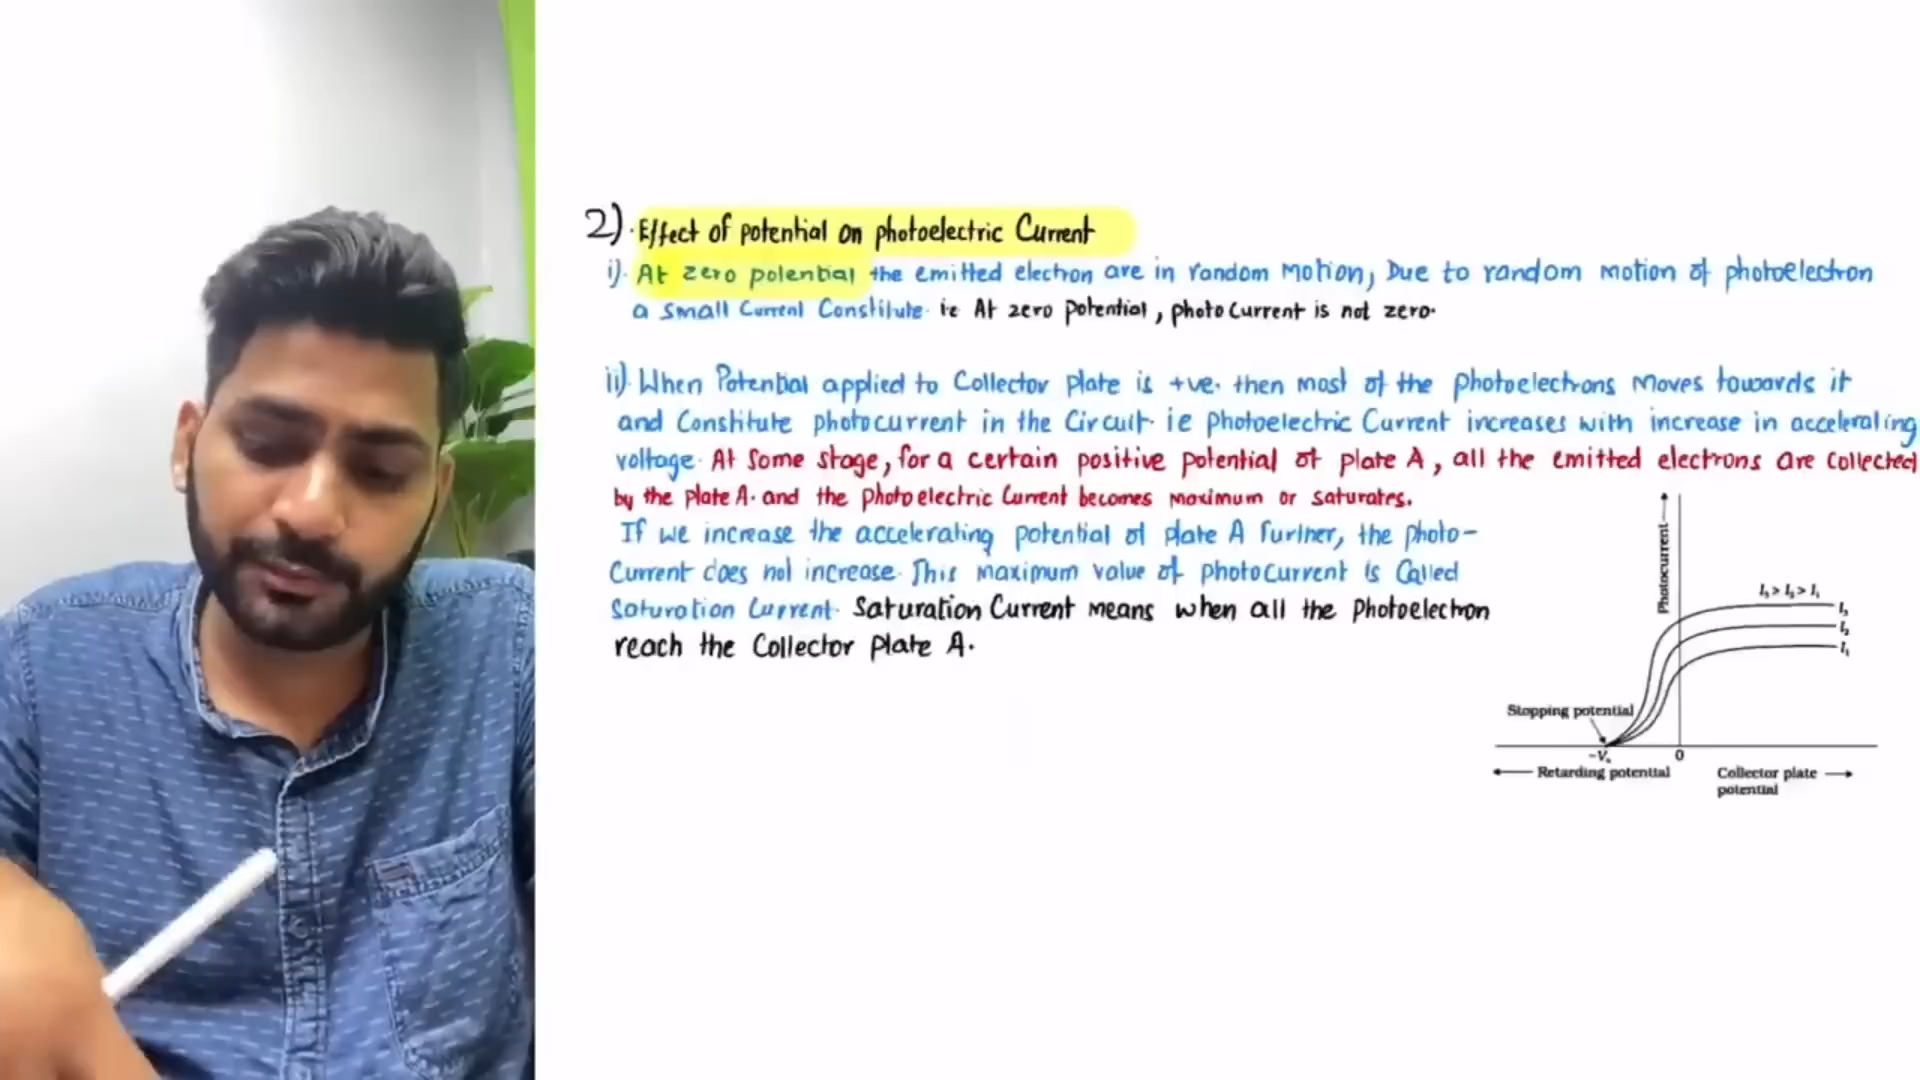 2). Effect of potential on photoelectric Current
i). At zero potential the emitted electron are in random Motion, Due to random motion of photoelectron
a small Current Constitute. ie At zero Potential, photo Current is not zero.
ii) When Potential applied to Collector plate is +ve. then most of the photoelectrons Moves towards it
and Constitute photocurrent in the Circuit. ie photoelectric Current increases with increase in accelerating
voltage. At some stage, for a certain positive potential of plate A, all the emitted electrons are collected
by the plate A. and the photoelectric Current becomes maximum or saturates.
If we increase the accelerating potential of plate A further, the photo-
Current does not increase. This maximum value of photocurrent is Called
Saturation Current. Saturation Current means when all the Photoelectron
reach the Collector plate A.
Photocurrent
I₃ > I₂ > I₁
I₃
I₂
I₁
Stopping potential
-V₀ 0
Retarding potential Collector plate
potential